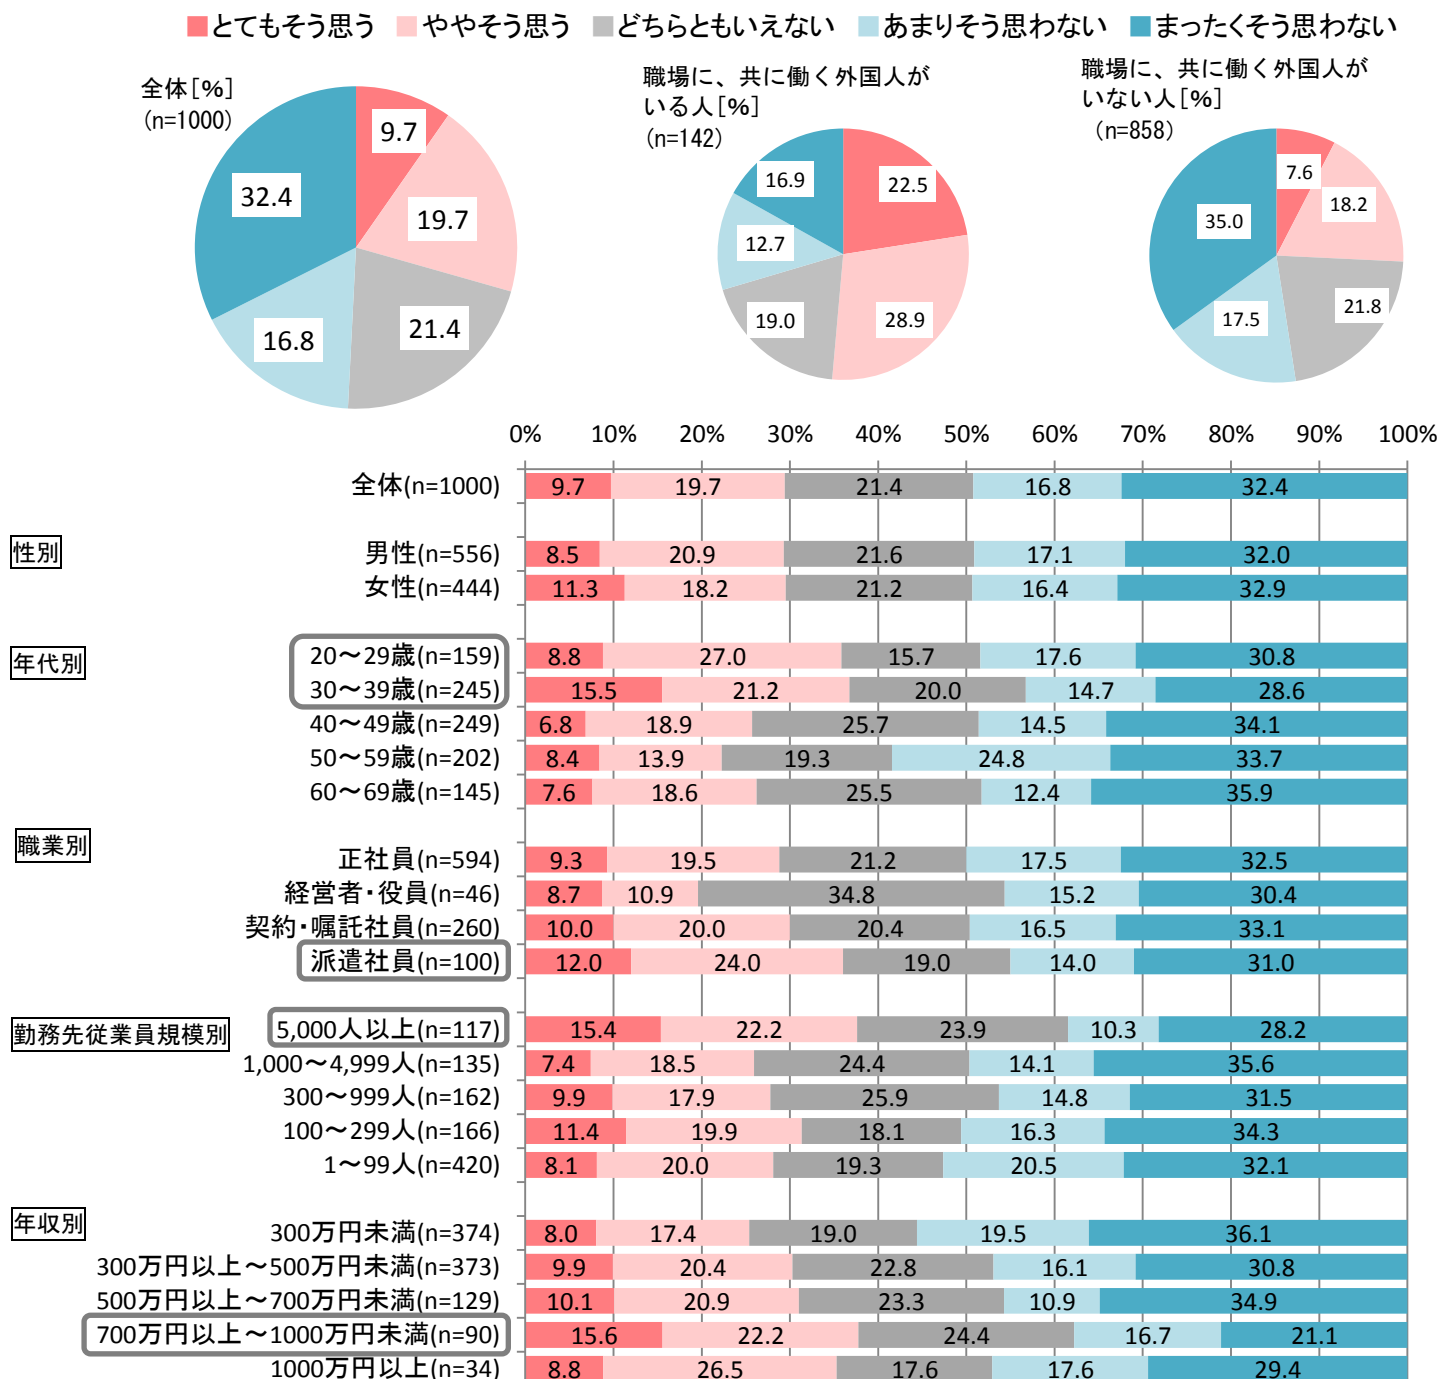 とてもそう思う ややそう思う どちらともいえない あまりそう思わない まったくそう思わない
全体[%]
(n=1000)
9.7
19.7
21.4
16.8
32.4
職場に、共に働く外国人が
いる人[%]
(n=142)
22.5
28.9
19.0
12.7
16.9
職場に、共に働く外国人が
いない人[%]
(n=858)
7.6
18.2
21.8
17.5
35.0
0% 10% 20% 30% 40% 50% 60% 70% 80% 90% 100%
全体(n=1000) 9.7 19.7 21.4 16.8 32.4
性別
男性(n=556) 8.5 20.9 21.6 17.1 32.0
女性(n=444) 11.3 18.2 21.2 16.4 32.9
年代別
20～29歳(n=159) 8.8 27.0 15.7 17.6 30.8
30～39歳(n=245) 15.5 21.2 20.0 14.7 28.6
40～49歳(n=249) 6.8 18.9 25.7 14.5 34.1
50～59歳(n=202) 8.4 13.9 19.3 24.8 33.7
60～69歳(n=145) 7.6 18.6 25.5 12.4 35.9
職業別
正社員(n=594) 9.3 19.5 21.2 17.5 32.5
経営者・役員(n=46) 8.7 10.9 34.8 15.2 30.4
契約・嘱託社員(n=260) 10.0 20.0 20.4 16.5 33.1
派遣社員(n=100) 12.0 24.0 19.0 14.0 31.0
勤務先従業員規模別
5,000人以上(n=117) 15.4 22.2 23.9 10.3 28.2
1,000～4,999人(n=135) 7.4 18.5 24.4 14.1 35.6
300～999人(n=162) 9.9 17.9 25.9 14.8 31.5
100～299人(n=166) 11.4 19.9 18.1 16.3 34.3
1～99人(n=420) 8.1 20.0 19.3 20.5 32.1
年収別
300万円未満(n=374) 8.0 17.4 19.0 19.5 36.1
300万円以上～500万円未満(n=373) 9.9 20.4 22.8 16.1 30.8
500万円以上～700万円未満(n=129) 10.1 20.9 23.3 10.9 34.9
700万円以上～1000万円未満(n=90) 15.6 22.2 24.4 16.7 21.1
1000万円以上(n=34) 8.8 26.5 17.6 17.6 29.4